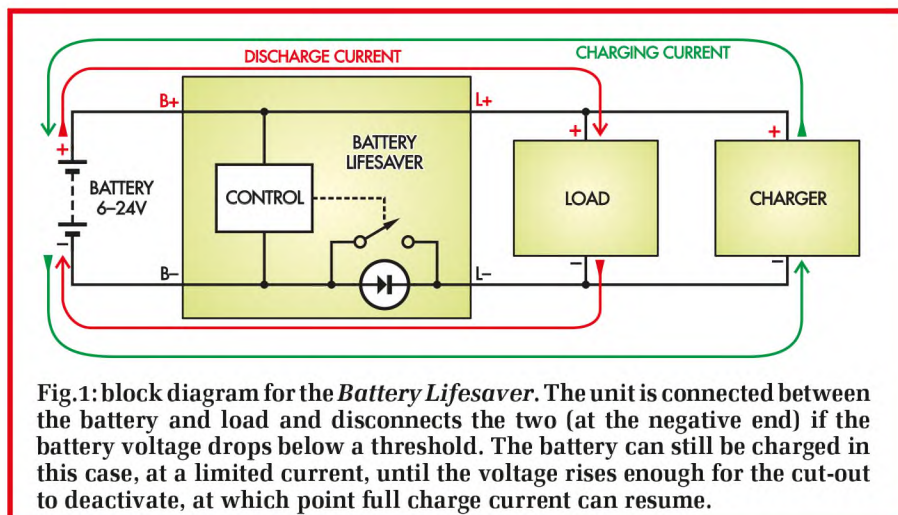 DISCHARGE CURRENT
CHARGING CURRENT
B+
L+
+
BATTERY
LIFESAVER
+
+
BATTERY
6–24V
CONTROL
LOAD
CHARGER
–
B–
L–
–
–
Fig.1: block diagram for the Battery Lifesaver. The unit is connected between
the battery and load and disconnects the two (at the negative end) if the
battery voltage drops below a threshold. The battery can still be charged in
this case, at a limited current, until the voltage rises enough for the cut-out
to deactivate, at which point full charge current can resume.